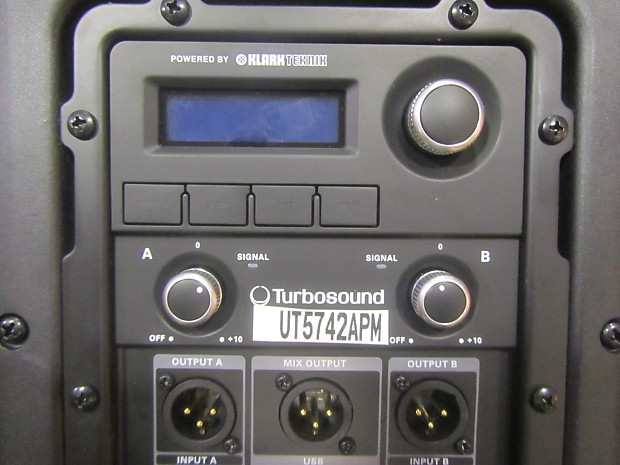 POWERED BY KLARK TEKNIK
A 0 SIGNAL SIGNAL 0 B
Turbosound
UT5742APM
OFF +10 OFF +10
OUTPUT A MIX OUTPUT OUTPUT B
INPUT A USB INPUT B